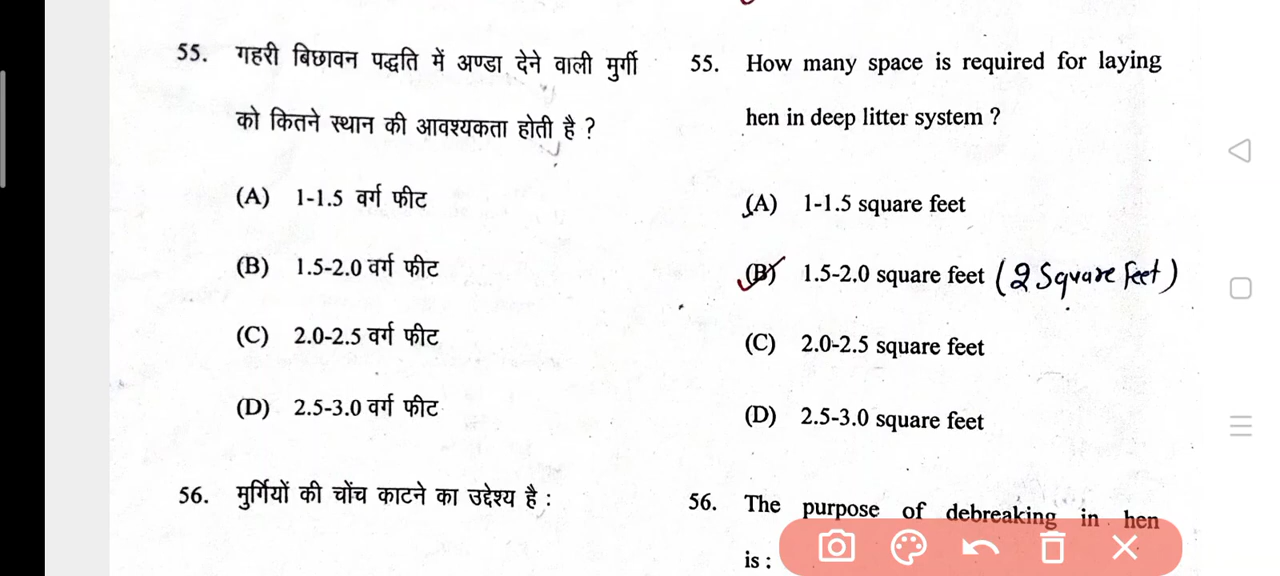 55. गहरी बिछावन पद्धति में अण्डा देने वाली मुर्गी
को कितने स्थान की आवश्यकता होती है ?
(A) 1-1.5 वर्ग फीट
(B) 1.5-2.0 वर्ग फीट
(C) 2.0-2.5 वर्ग फीट
(D) 2.5-3.0 वर्ग फीट
56. मुर्गियों की चोंच काटने का उद्देश्य है :
55. How many space is required for laying
hen in deep litter system ?
(A) 1-1.5 square feet
(B) 1.5-2.0 square feet (2 Square feet)
(C) 2.0-2.5 square feet
(D) 2.5-3.0 square feet
56. The purpose of debreaking in hen
is :